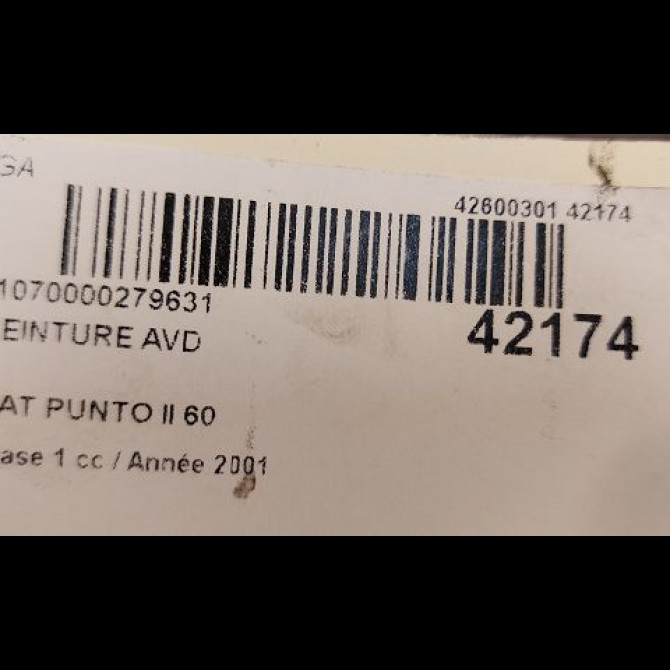 GA
42600301 42174
1070000279631
EINTURE AVD
42174
AT PUNTO II 60
ase 1 cc / Année 2001